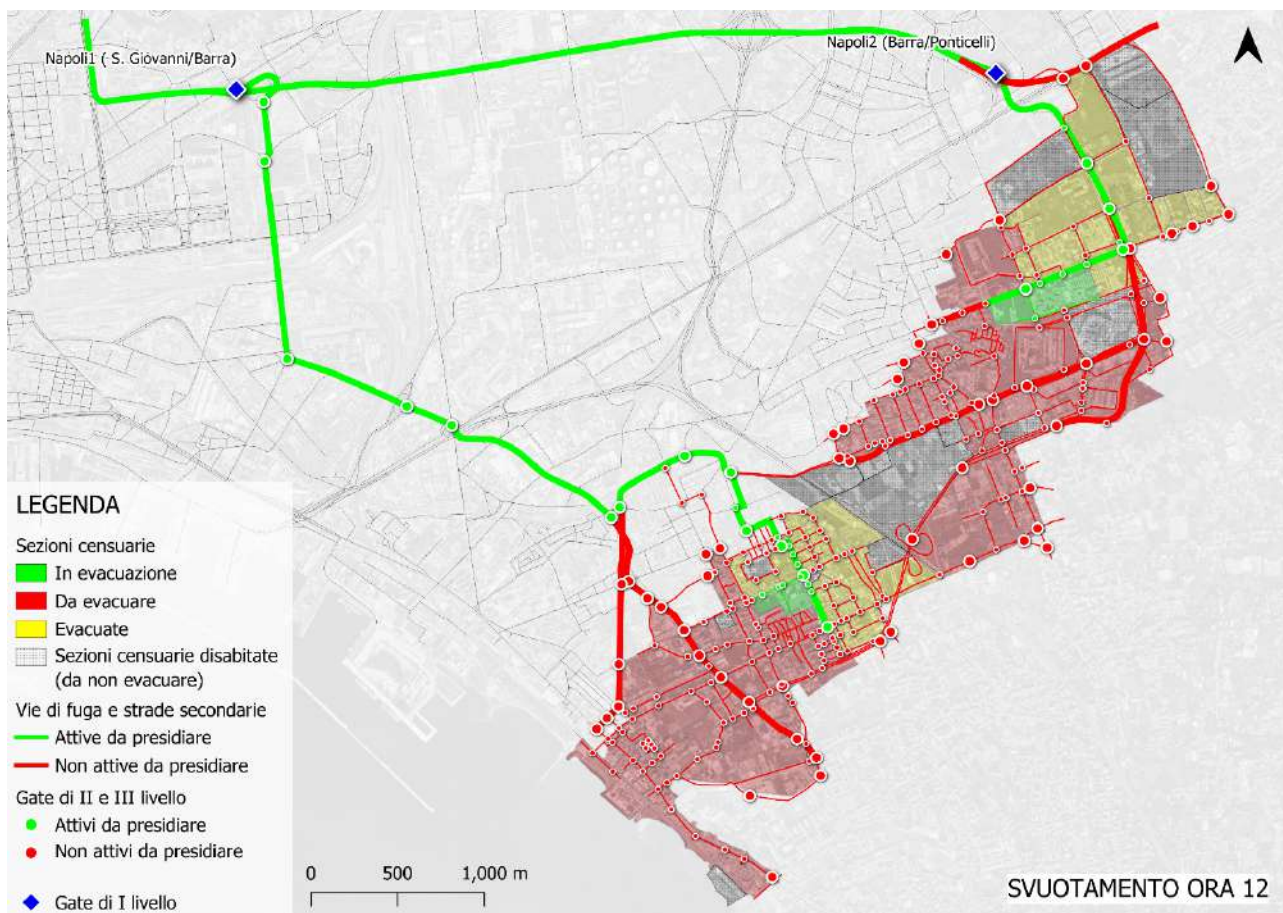 Napoli1 ( S. Giovanni/Barra)
Napoli2 (Barra/Ponticelli)
LEGENDA
Sezioni censuarie
In evacuazione
Da evacuare
Evacuate
Sezioni censuarie disabitate
(da non evacuare)
Vie di fuga e strade secondarie
Attive da presidiare
Non attive da presidiare
Gate di II e III livello
Attivi da presidiare
Non attivi da presidiare
Gate di I livello
0 500 1,000 m
SVUOTAMENTO ORA 12